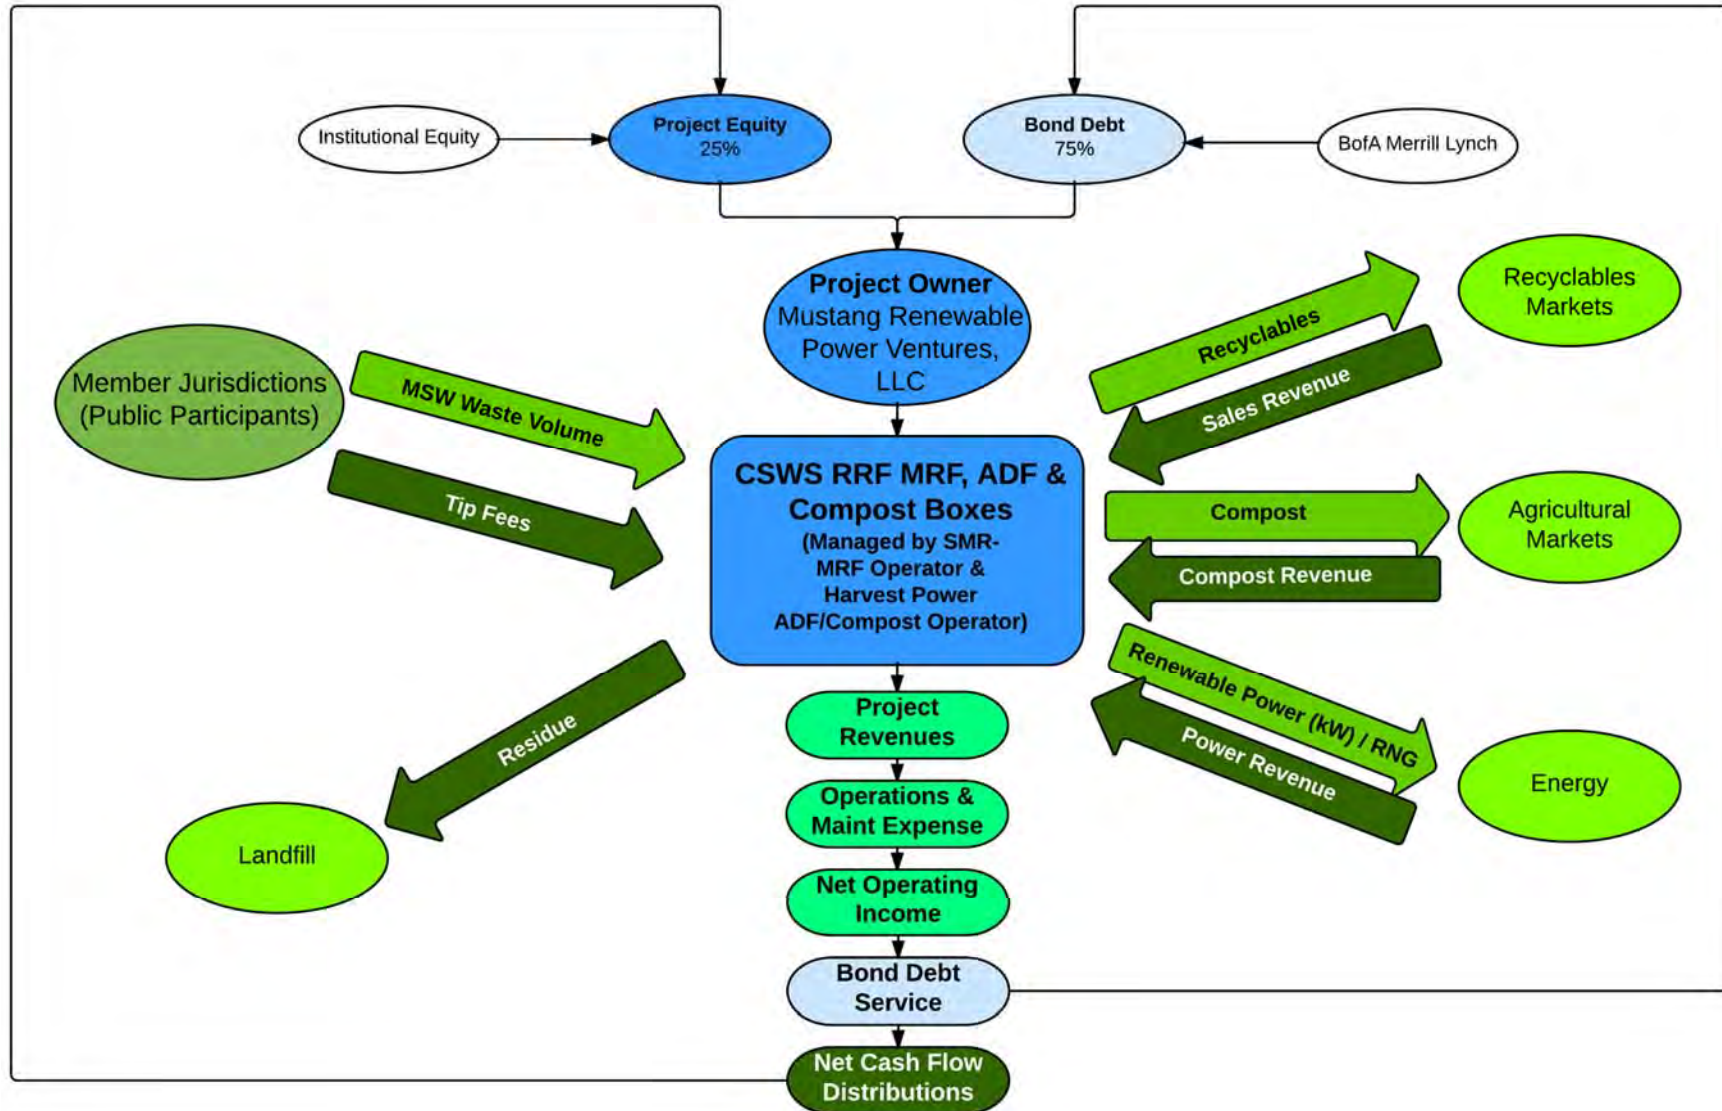 Institutional Equity
Project Equity
25%
Bond Debt
75%
BofA Merrill Lynch
Project Owner
Mustang Renewable
Power Ventures,
LLC
Member Jurisdictions
(Public Participants)
MSW Waste Volume
Tip Fees
Residue
Landfill
CSWS RRF MRF, ADF &
Compost Boxes
(Managed by SMR-
MRF Operator &
Harvest Power
ADF/Compost Operator)
Recyclables
Sales Revenue
Recyclables
Markets
Compost
Compost Revenue
Agricultural
Markets
Renewable Power (kW) / RNG
Power Revenue
Energy
Project
Revenues
Operations &
Maint Expense
Net Operating
Income
Bond Debt
Service
Net Cash Flow
Distributions